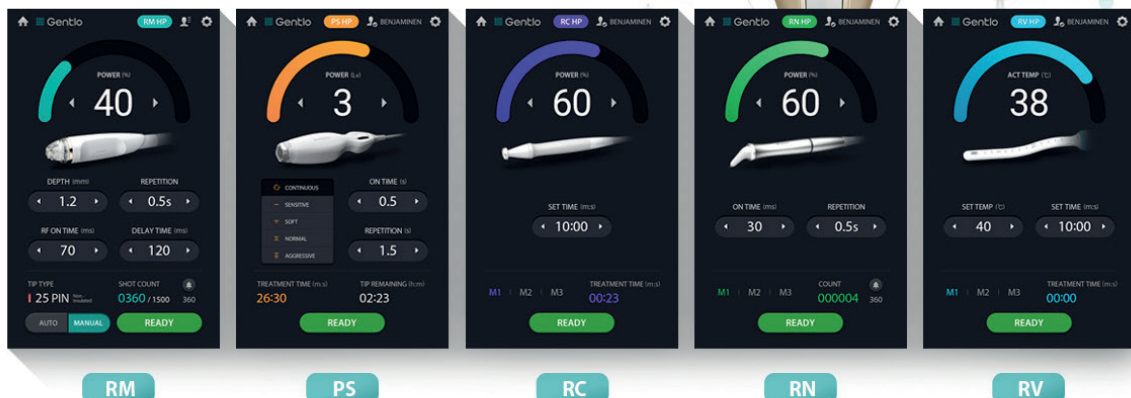 Gentlo RM HP
POWER (%)
40
DEPTH (mm) REPETITION
1.2 0.5s
RF ON TIME (ms) DELAY TIME (ms)
70 120
TIP TYPE SHOT COUNT
25 PIN Non - Insulated 0360 / 1500 360
AUTO MANUAL READY
RM
Gentlo PS HP BENJAMINEN
POWER (Lv)
3
CONTINUOUS
SENSITIVE
SOFT
NORMAL
AGGRESSIVE
ON TIME (s)
0.5
REPETITION (s)
1.5
TREATMENT TIME (m:s) TIP REMAINING (h:m)
26:30 02:23
READY
PS
Gentlo RC HP BENJAMINEN
POWER (%)
60
SET TIME (m:s)
10:00
M1 M2 M3
TREATMENT TIME (m:s)
00:23
READY
RC
Gentlo RN HP BENJAMINEN
POWER (%)
60
ON TIME (ms) REPETITION
30 0.5s
M1 M2 M3
COUNT
000004 360
READY
RN
Gentlo RV HP BENJAMINEN
ACT TEMP (℃)
38
SET TEMP (℃) SET TIME (m:s)
40 10:00
M1 M2 M3
TREATMENT TIME (m:s)
00:00
READY
RV